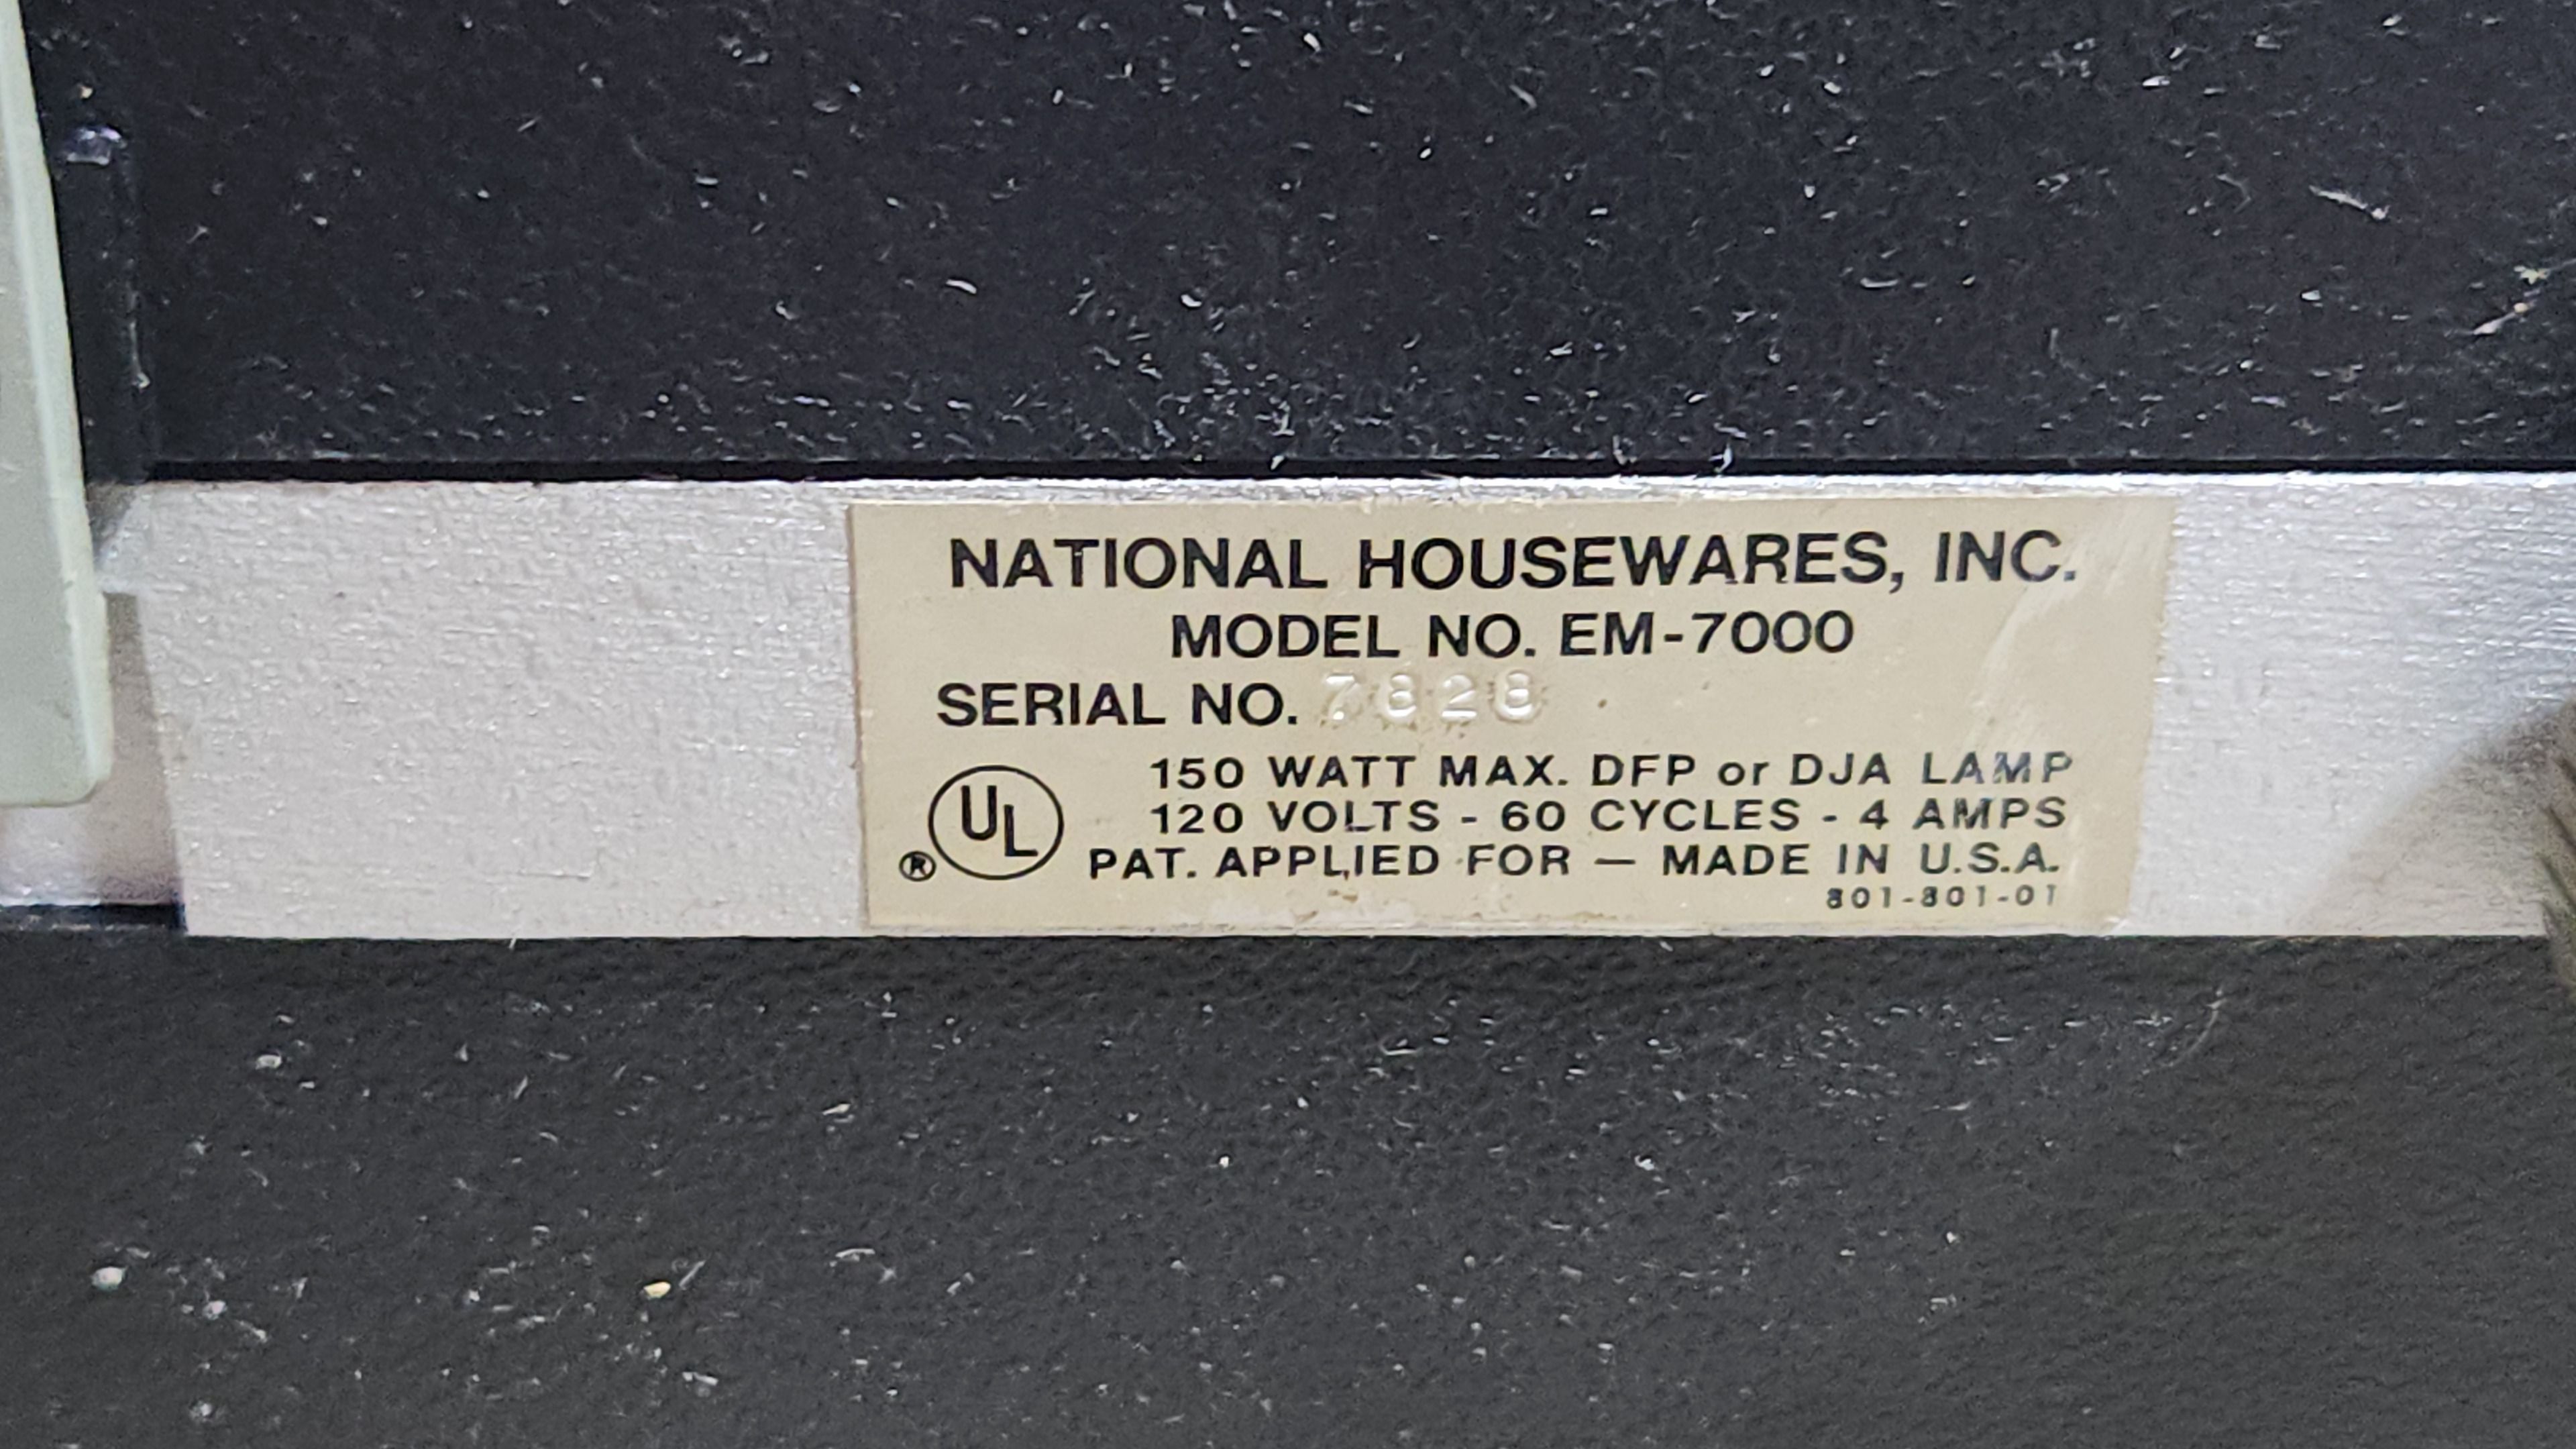 NATIONAL HOUSEWARES, INC.
MODEL NO. EM-7000
SERIAL NO. 7828
UL
®
150 WATT MAX. DFP or DJA LAMP
120 VOLTS - 60 CYCLES - 4 AMPS
PAT. APPLIED FOR — MADE IN U.S.A.
801-801-01